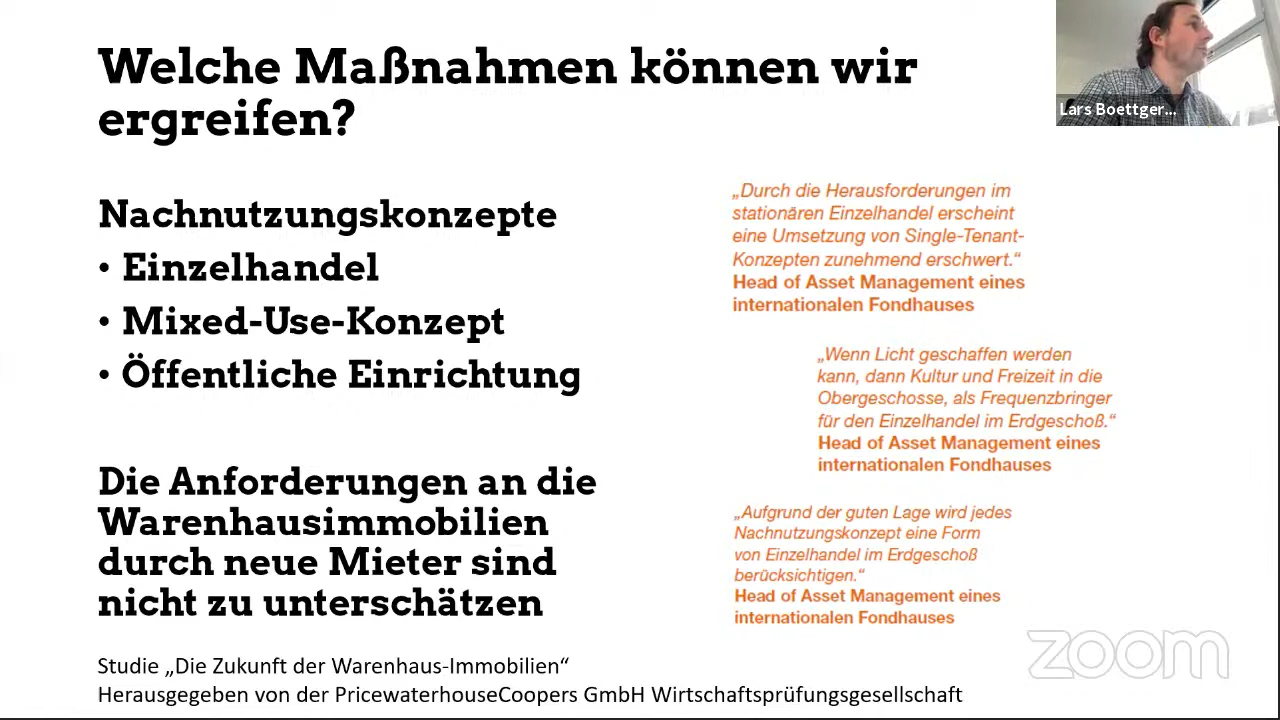 Welche Maßnahmen können wir
ergreifen?
Lars Boettger...
Nachnutzungskonzepte
• Einzelhandel
• Mixed-Use-Konzept
• Öffentliche Einrichtung
Die Anforderungen an die
Warenhausimmobilien
durch neue Mieter sind
nicht zu unterschätzen
„Durch die Herausforderungen im
stationären Einzelhandel erscheint
eine Umsetzung von Single-Tenant-
Konzepten zunehmend erschwert.“
Head of Asset Management eines
internationalen Fondhauses
„Wenn Licht geschaffen werden
kann, dann Kultur und Freizeit in die
Obergeschosse, als Frequenzbringer
für den Einzelhandel im Erdgeschoß.“
Head of Asset Management eines
internationalen Fondhauses
„Aufgrund der guten Lage wird jedes
Nachnutzungskonzept eine Form
von Einzelhandel im Erdgeschoß
berücksichtigen.“
Head of Asset Management eines
internationalen Fondhauses
Studie „Die Zukunft der Warenhaus-Immobilien“
Herausgegeben von der PricewaterhouseCoopers GmbH Wirtschaftsprüfungsgesellschaft
zoom